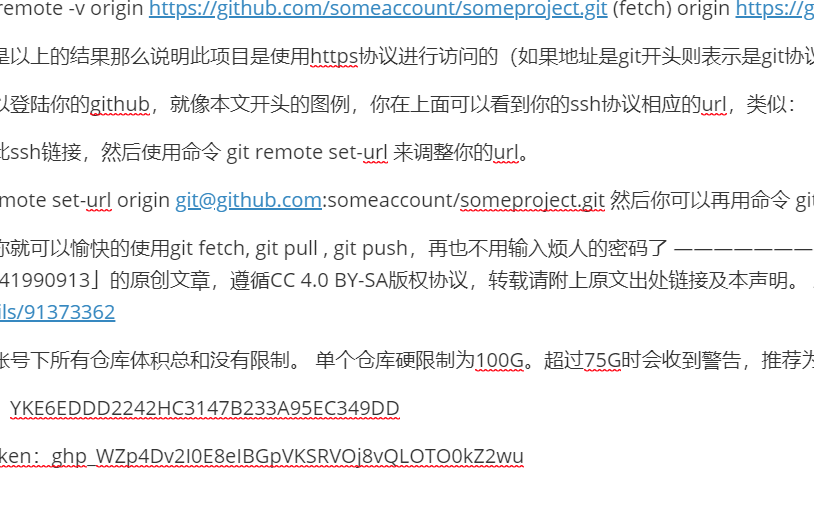 remote -v origin https://github.com/someaccount/someproject.git (fetch) origin https://g
是以上的结果那么说明此项目是使用https协议进行访问的（如果地址是git开头则表示是git协议
以登陆你的github，就像本文开头的图例，你在上面可以看到你的ssh协议相应的url，类似：
此ssh链接，然后使用命令 git remote set-url 来调整你的url。
mote set-url origin git@github.com:someaccount/someproject.git 然后你可以再用命令 git
你就可以愉快的使用git fetch, git pull , git push，再也不用输入烦人的密码了 ———————
41990913」的原创文章，遵循CC 4.0 BY-SA版权协议，转载请附上原文出处链接及本声明。
ils/91373362
账号下所有仓库体积总和没有限制。 单个仓库硬限制为100G。超过75G时会收到警告，推荐为
YKE6EDDD2242HC3147B233A95EC349DD
ken：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